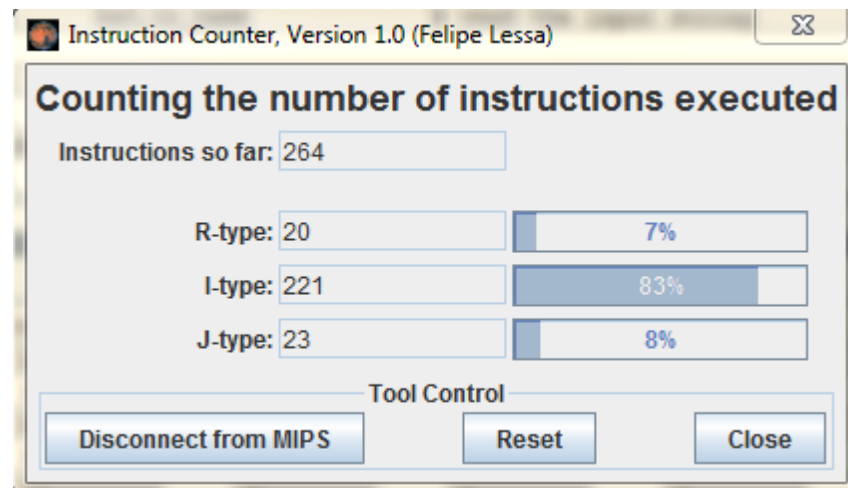 Instruction Counter, Version 1.0 (Felipe Lessa)
Counting the number of instructions executed
Instructions so far: 264
R-type: 20 7%
I-type: 221 83%
J-type: 23 8%
Tool Control
Disconnect from MIPS Reset Close